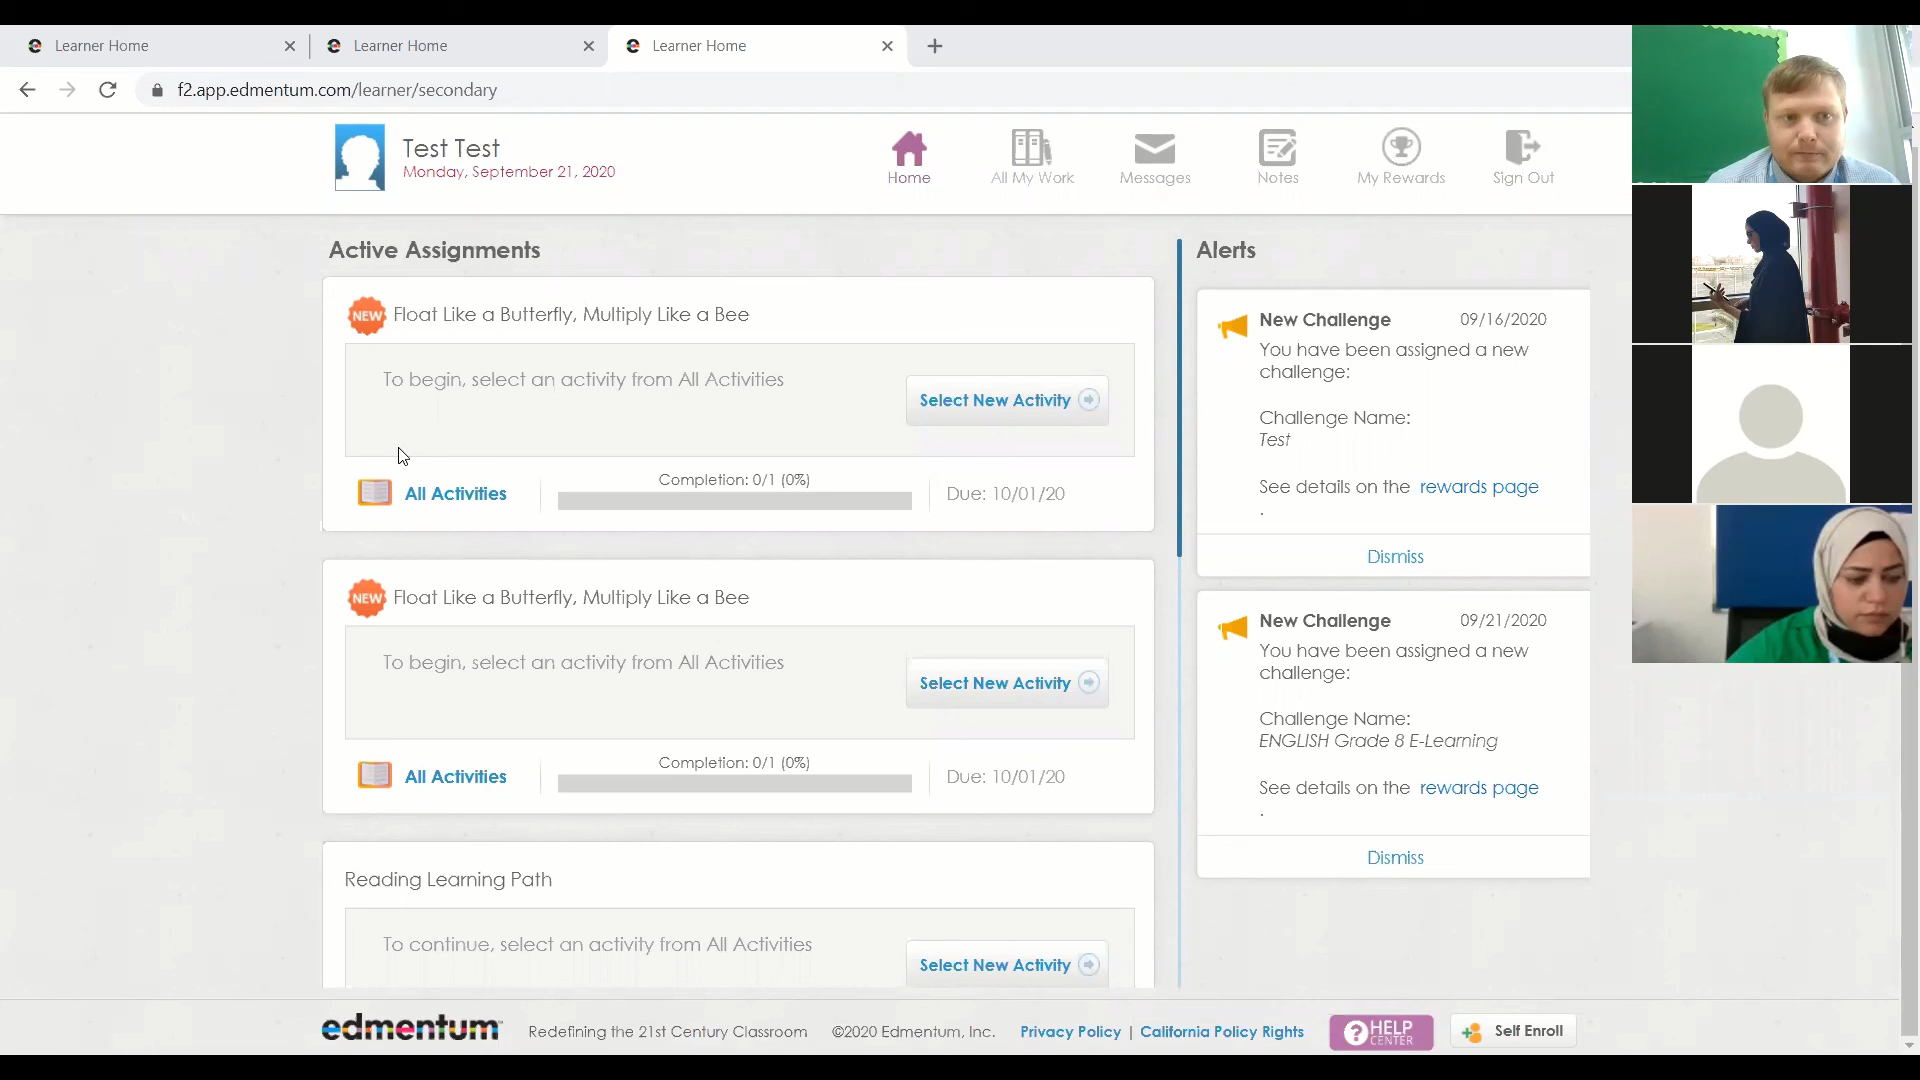 Learner Home
Learner Home
Learner Home
f2.app.edmentum.com/learner/secondary
Test Test
Monday, September 21, 2020
Home
All My Work
Messages
Notes
My Rewards
Sign Out
Active Assignments
NEW Float Like a Butterfly, Multiply Like a Bee
To begin, select an activity from All Activities
Select New Activity
All Activities
Completion: 0/1 (0%)
Due: 10/01/20
NEW Float Like a Butterfly, Multiply Like a Bee
To begin, select an activity from All Activities
Select New Activity
All Activities
Completion: 0/1 (0%)
Due: 10/01/20
Reading Learning Path
To continue, select an activity from All Activities
Select New Activity
Alerts
New Challenge 09/16/2020
You have been assigned a new
challenge:
Challenge Name:
Test
See details on the rewards page
.
Dismiss
New Challenge 09/21/2020
You have been assigned a new
challenge:
Challenge Name:
ENGLISH Grade 8 E-Learning
See details on the rewards page
.
Dismiss
edmentum Redefining the 21st Century Classroom ©2020 Edmentum, Inc. Privacy Policy | California Policy Rights
? HELP
CENTER
Self Enroll